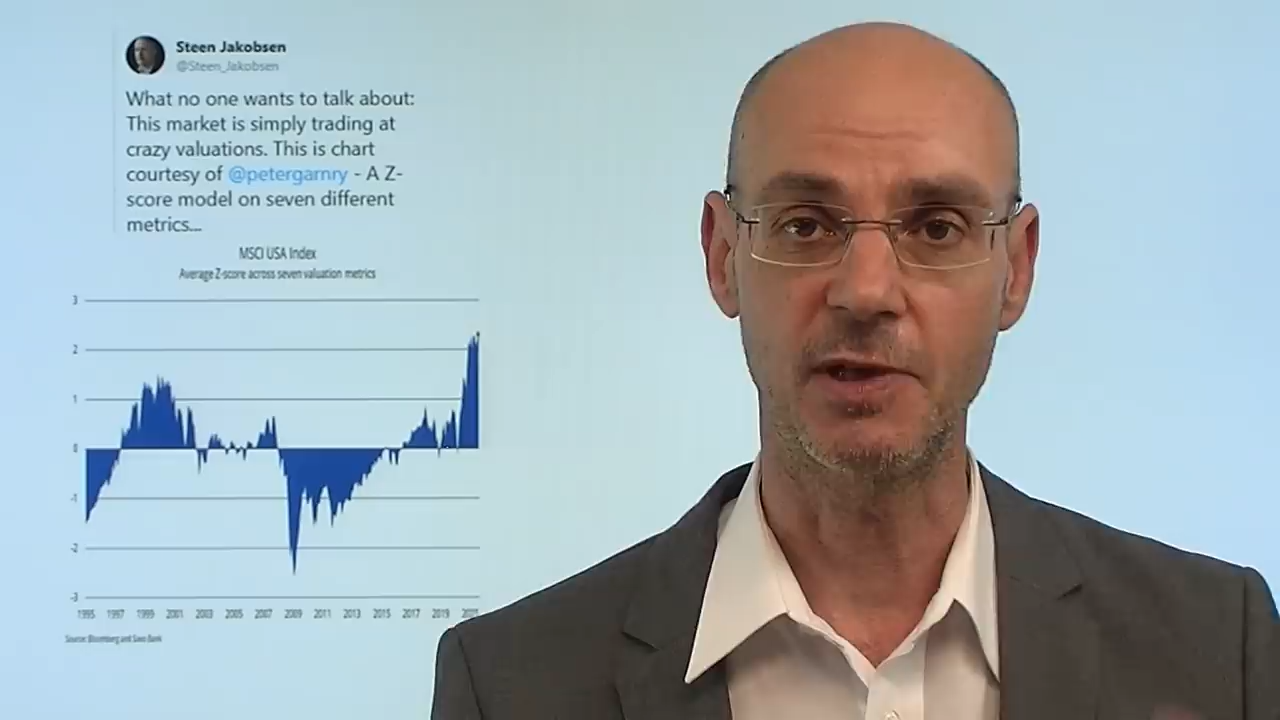 Steen Jakobsen
@Steen_Jakobsen
What no one wants to talk about:
This market is simply trading at
crazy valuations. This is chart
courtesy of @petergarnry - A Z-
score model on seven different
metrics...
MSCI USA Index
Average Z-score across seven valuation metrics
3
2
1
0
-1
-2
-3
1995 1997 1999 2001 2003 2005 2007 2009 2011 2013 2015 2017 2019 2021
Source: Bloomberg and Saxo Bank